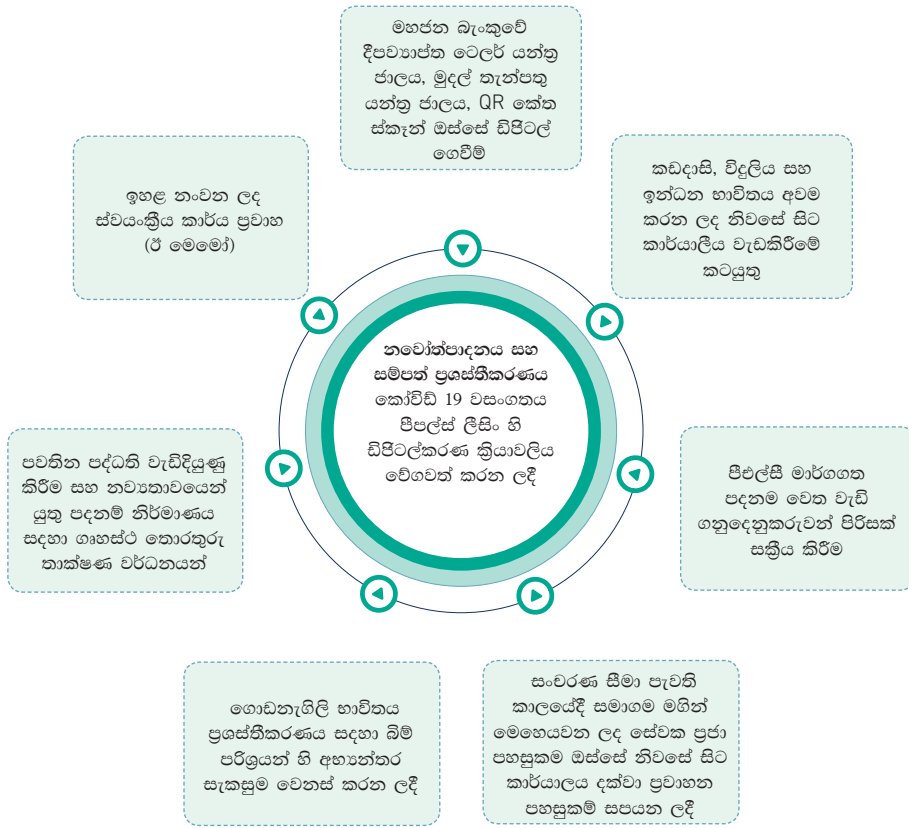 මහජන බැංකුවේ
දීපව්‍යාප්ත ටෙලර් යන්ත්‍ර
ජාලය, මුදල් තැන්පතු
යන්ත්‍ර ජාලය, QR කේත
ස්කෑන් ඔස්සේ ඩිජිටල්
ගෙවීම්
ඉහළ නංවන ලද
ස්වයංක්‍රීය කාර්ය ප්‍රවාහ
(ඊ මෙමෝ)
කඩදාසි, විදුලිය සහ
ඉන්ධන භාවිතය අවම
කරන ලද නිවසේ සිට
කාර්යාලීය වැඩකිරීමේ
කටයුතු
නවෝත්පාදනය සහ
සම්පත් ප්‍රශස්තීකරණය
කෝවිඩ් 19 වසංගතය
පීපල්ස් ලීසිං හි
ඩිජිටල්කරණ ක්‍රියාවලිය
වේගවත් කරන ලදී
පවතින පද්ධති වැඩිදියුණු
කිරීම සහ නව්‍යතාවයෙන්
යුතු පදනම් නිර්මාණය
සඳහා ගෘහස්ථ තොරතුරු
තාක්ෂණ වර්ධනයන්
පීඑල්සී මාර්ගගත
පදනම වෙත වැඩි
ගනුදෙනුකරුවන් පිරිසක්
සක්‍රීය කිරීම
ගොඩනැගිලි භාවිතය
ප්‍රශස්තීකරණය සඳහා බිම්
පරිශ්‍රයන් හි අභ්‍යන්තර
සැකසුම වෙනස් කරන ලදී
සංචරණ සීමා පැවති
කාලයේදී සමාගම මගින්
මෙහෙයවන ලද සේවක ප්‍රජා
පහසුකම ඔස්සේ නිවසේ සිට
කාර්යාලය දක්වා ප්‍රවාහන
පහසුකම් සපයන ලදී